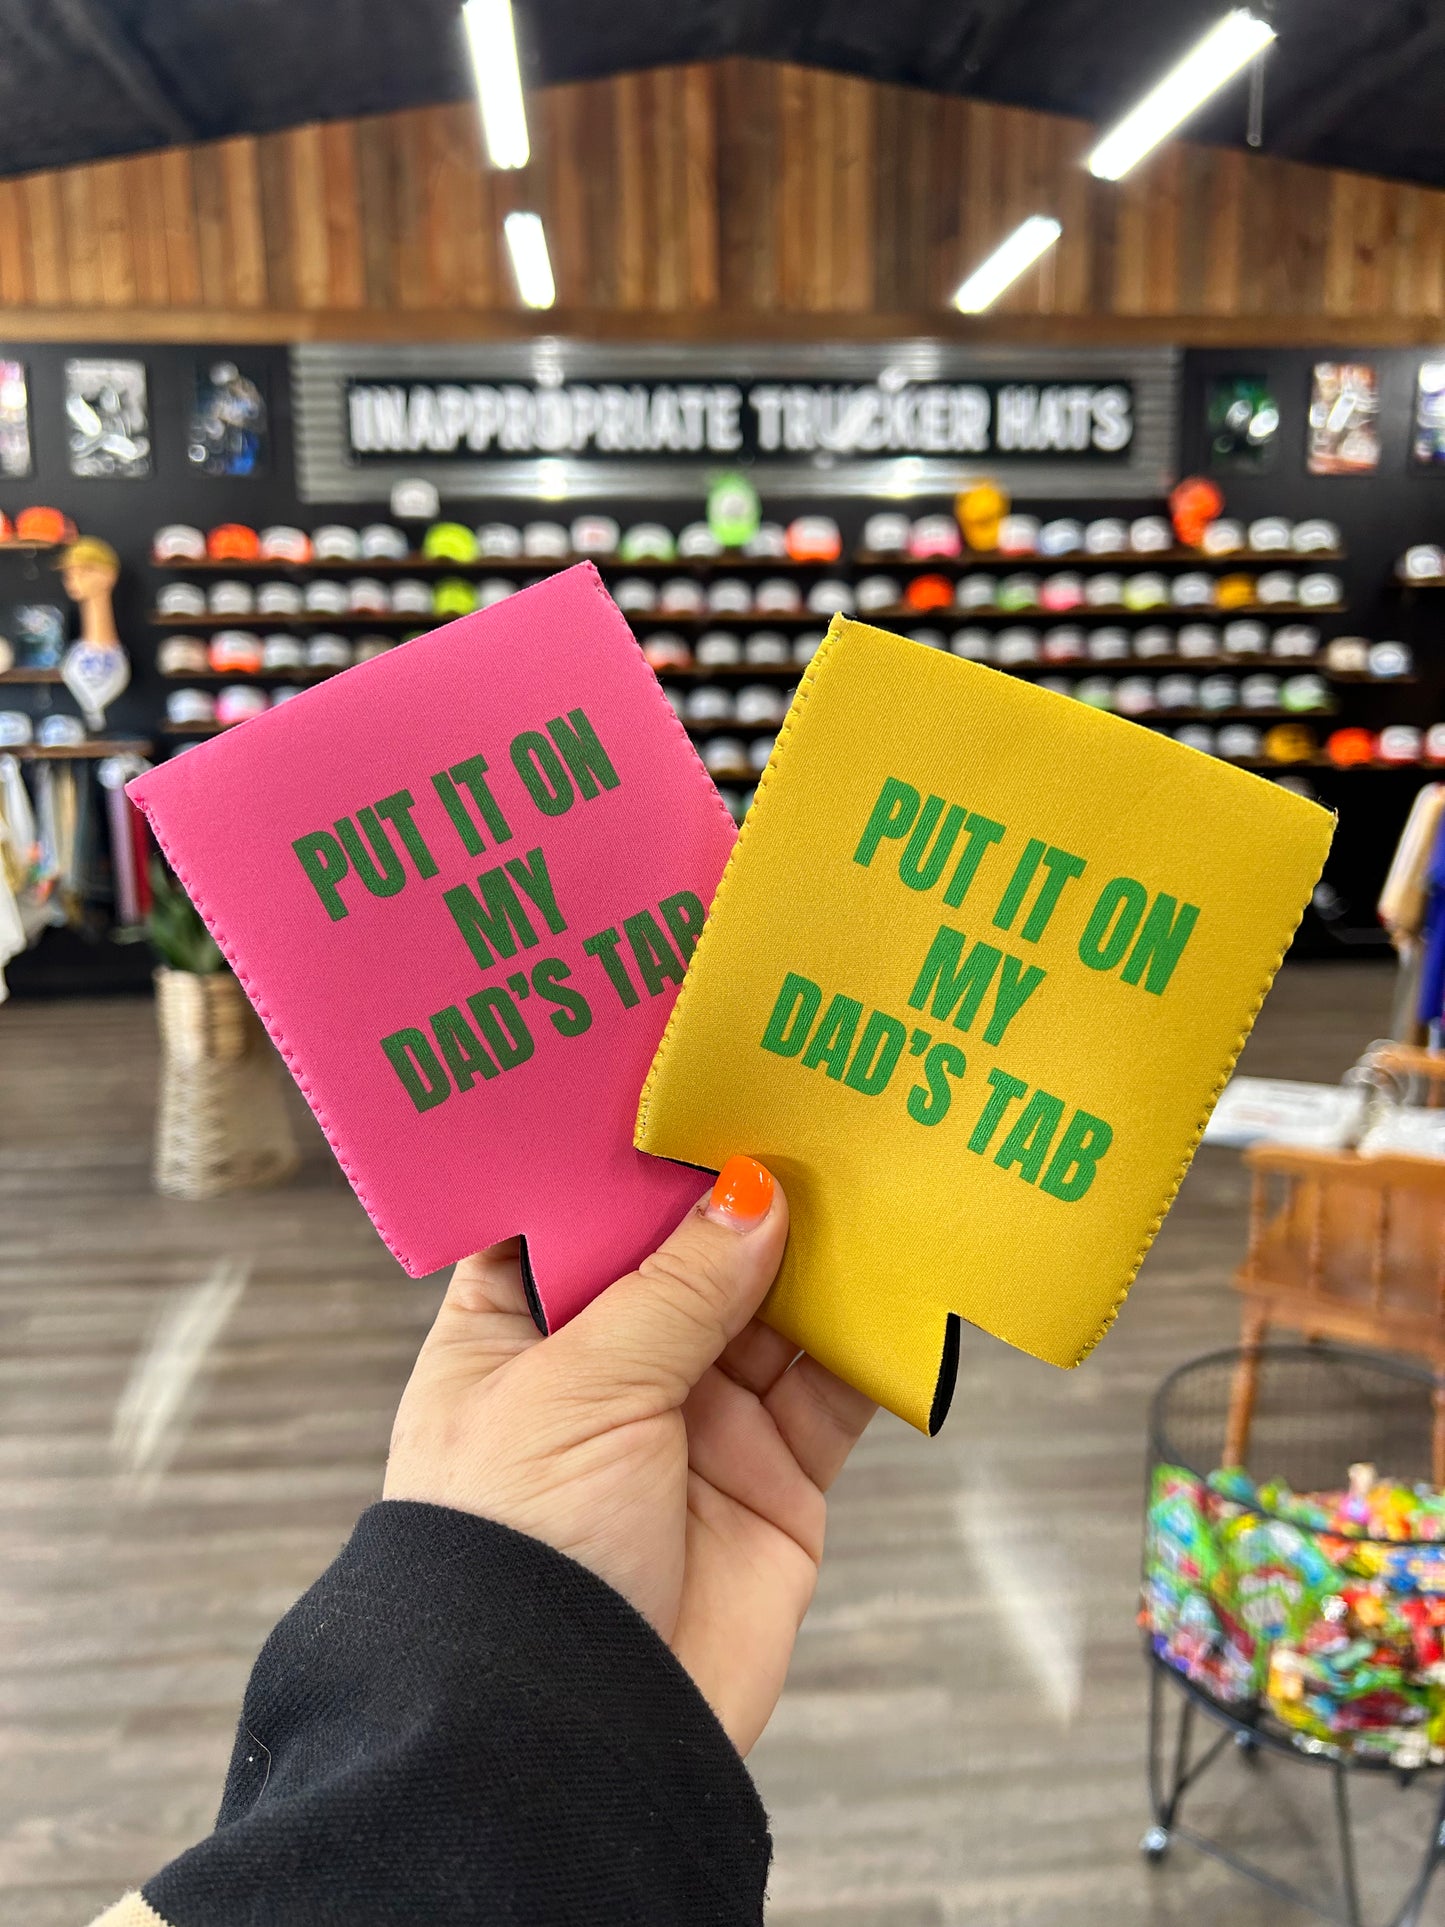 INAPPROPRIATE TRUCKER HATS
PUT IT ON
MY
DAD'S TAB
PUT IT ON
MY
DAD'S TAB